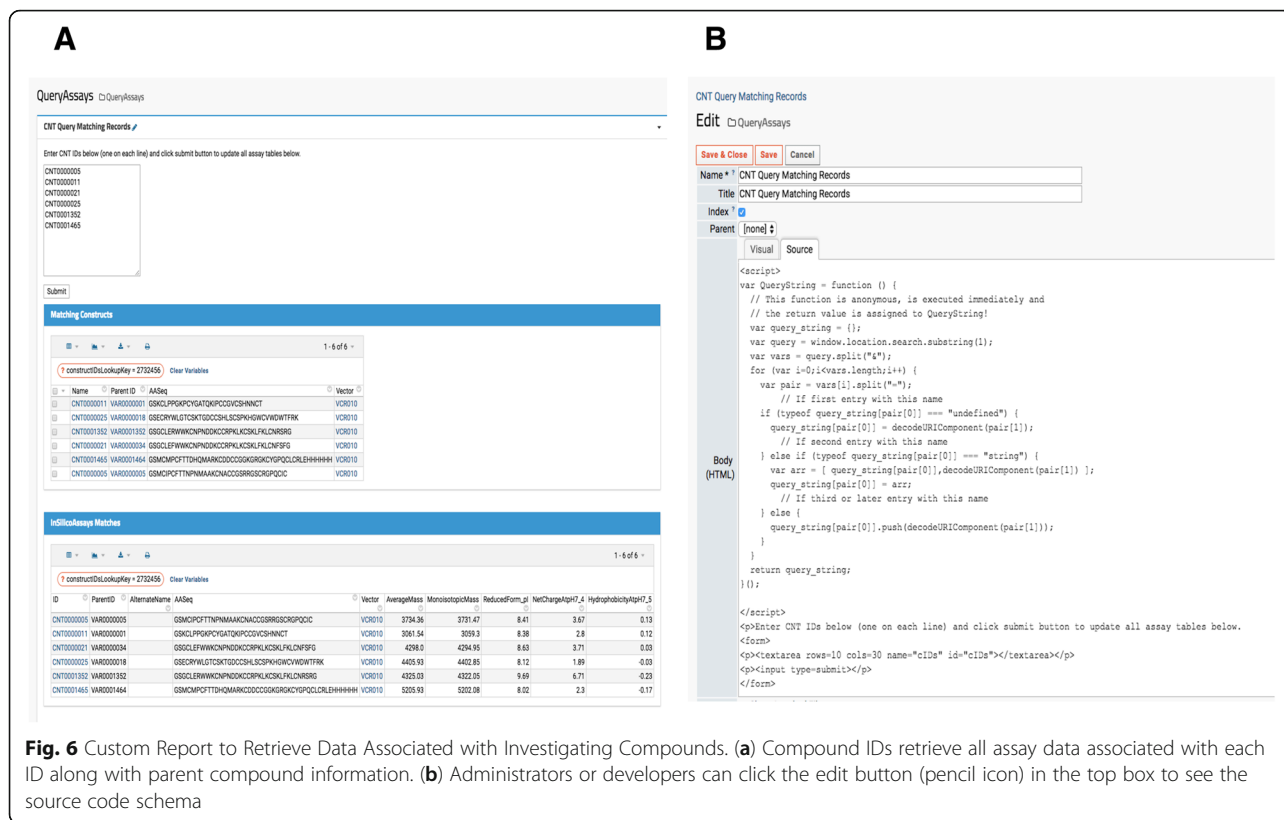 A
QueryAssays QueryAssays
CNT Query Matching Records
Enter CNT IDs below (one on each line) and click submit button to update all assay tables below.
CNT0000005
CNT0000011
CNT0000021
CNT0000025
CNT0001352
CNT0001465
Submit
Matching Constructs
1 - 6 of 6
? constructIDsLookupKey = 2732456 Clear Variables
Name Parent ID AASeq Vector
CNT0000011 VAR0000001 GSKCLPPGKPCYGATQKIPCCGVCSHNNCT VCR010
CNT0000025 VAR0000018 GSECRYWLGTCSKTGDCCSHLSCSPKHGWCVWDWTFRK VCR010
CNT0001352 VAR0001352 GSGCLERWWKCNPNDDKCCRPKLKCSKLFKLCNRSRG VCR010
CNT0000021 VAR0000034 GSGCLEFWWKCNPNDDKCCRPKLKCSKLFKLCNFSFG VCR010
CNT0001465 VAR0001464 GSMCMPCFTTDHQMARKCDDCCGGKGRGKCYGPQCLCRLEHHHHHH VCR010
CNT0000005 VAR0000005 GSMCIPCFTTNPNMAAKCNACCGSRRGSCRGPQCIC VCR010
InSilicoAssays Matches
1 - 6 of 6
? constructIDsLookupKey = 2732456 Clear Variables
ID ParentID AlternateName AASeq Vector AverageMass MonoisotopicMass ReducedForm_pI NetChargeAtpH7_4 HydrophobicityAtpH7_5
CNT0000005 VAR0000005 GSMCIPCFTTNPNMAAKCNACCGSRRGSCRGPQCIC VCR010 3734.36 3731.47 8.41 3.67 0.13
CNT0000011 VAR0000001 GSKCLPPGKPCYGATQKIPCCGVCSHNNCT VCR010 3061.54 3059.3 8.38 2.8 0.12
CNT0000021 VAR0000034 GSGCLEFWWKCNPNDDKCCRPKLKCSKLFKLCNFSFG VCR010 4298.0 4294.95 8.63 3.71 0.03
CNT0000025 VAR0000018 GSECRYWLGTCSKTGDCCSHLSCSPKHGWCVWDWTFRK VCR010 4405.93 4402.85 8.12 1.89 -0.03
CNT0001352 VAR0001352 GSGCLERWWKCNPNDDKCCRPKLKCSKLFKLCNRSRG VCR010 4325.03 4322.05 9.69 6.71 -0.23
CNT0001465 VAR0001464 GSMCMPCFTTDHQMARKCDDCCGGKGRGKCYGPQCLCRLEHHHHHH VCR010 5205.93 5202.08 8.02 2.3 -0.17
B
CNT Query Matching Records
Edit QueryAssays
Save & Close Save Cancel
Name * ? CNT Query Matching Records
Title CNT Query Matching Records
Index ?
Parent [none]
Visual Source
Body
(HTML)
<script>
var QueryString = function () {
// This function is anonymous, is executed immediately and
// the return value is assigned to QueryString!
var query_string = {};
var query = window.location.search.substring(1);
var vars = query.split("&");
for (var i=0;i<vars.length;i++) {
var pair = vars[i].split("=");
// If first entry with this name
if (typeof query_string[pair[0]] === "undefined") {
query_string[pair[0]] = decodeURIComponent(pair[1]);
// If second entry with this name
} else if (typeof query_string[pair[0]] === "string") {
var arr = [ query_string[pair[0]],decodeURIComponent(pair[1]) ];
query_string[pair[0]] = arr;
// If third or later entry with this name
} else {
query_string[pair[0]].push(decodeURIComponent(pair[1]));
}
}
return query_string;
}();
</script>
<p>Enter CNT IDs below (one on each line) and click submit button to update all assay tables below.
<form>
<p><textarea rows=10 cols=30 name="cIDs" id="cIDs"></textarea></p>
<p><input type=submit></p>
</form>
Fig. 6 Custom Report to Retrieve Data Associated with Investigating Compounds. (a) Compound IDs retrieve all assay data associated with each
ID along with parent compound information. (b) Administrators or developers can click the edit button (pencil icon) in the top box to see the
source code schema